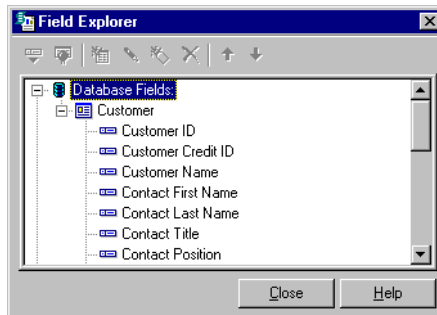 Field Explorer
Database Fields:
Customer
Customer ID
Customer Credit ID
Customer Name
Contact First Name
Contact Last Name
Contact Title
Contact Position
Close
Help